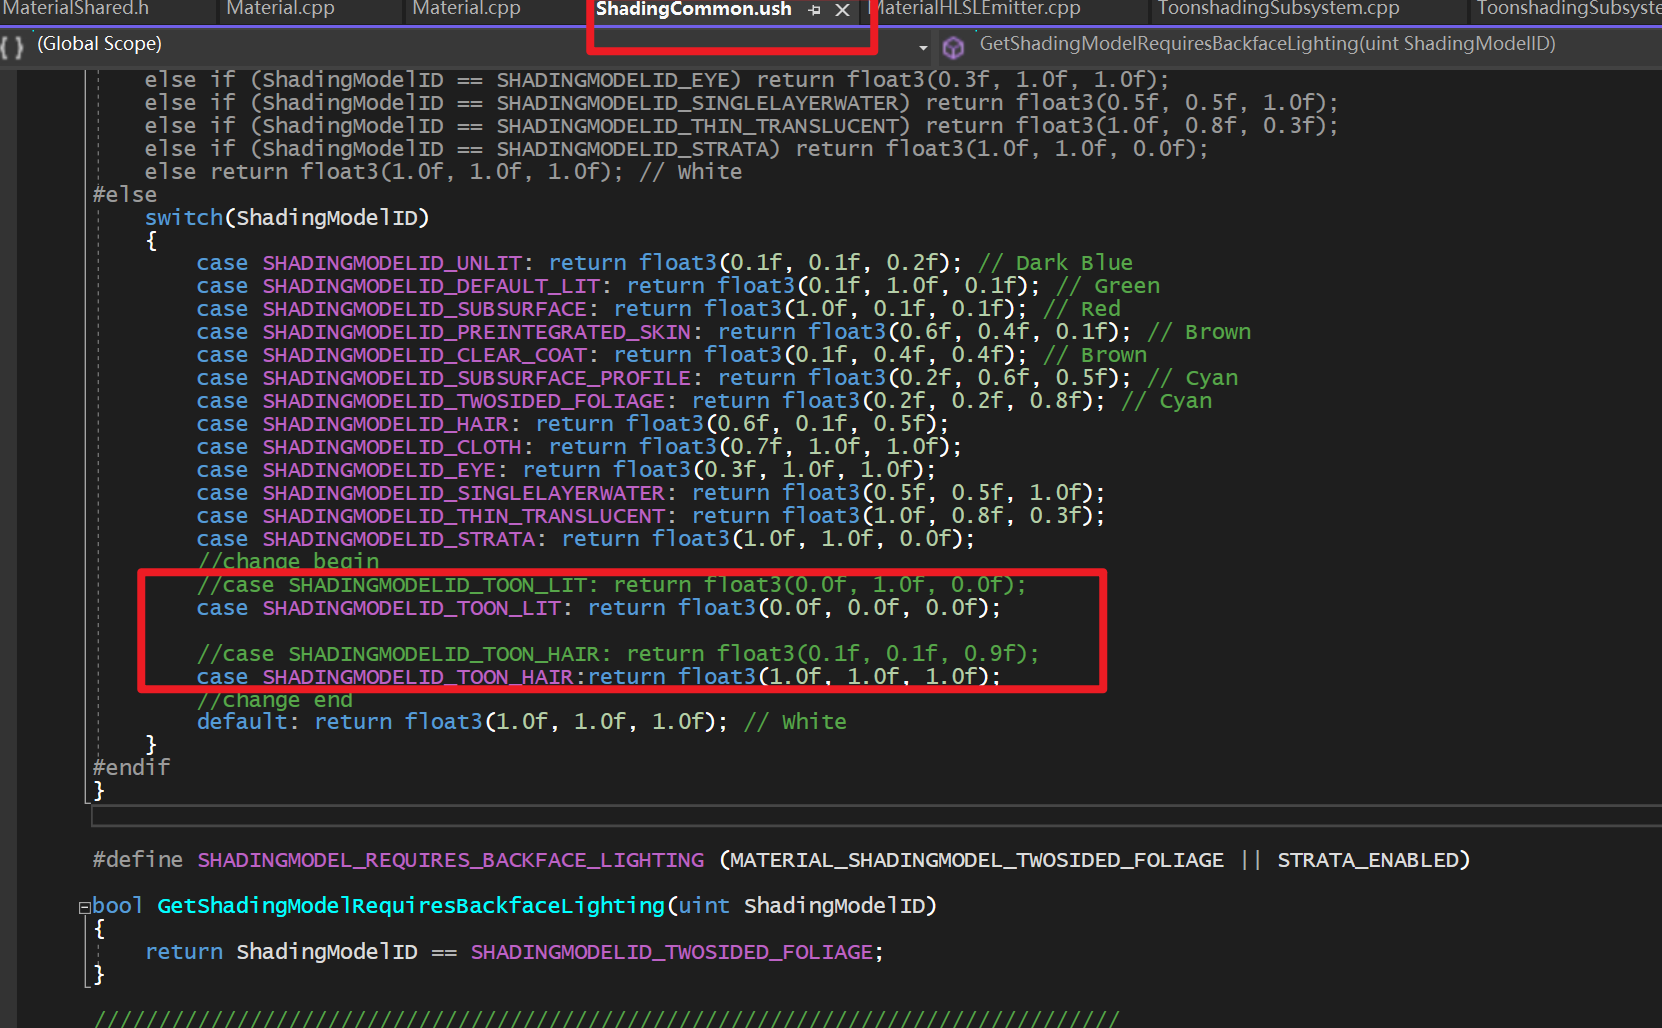 MaterialShared.h Material.cpp Material.cpp ShadingCommon.ush MaterialHLSLEmitter.cpp ToonshadingSubsystem.cpp ToonshadingSubsyste
{ } (Global Scope) GetShadingModelRequiresBackfaceLighting(uint ShadingModelID)
else if (ShadingModelID == SHADINGMODELID_EYE) return float3(0.3f, 1.0f, 1.0f);
else if (ShadingModelID == SHADINGMODELID_SINGLELAYERWATER) return float3(0.5f, 0.5f, 1.0f);
else if (ShadingModelID == SHADINGMODELID_THIN_TRANSLUCENT) return float3(1.0f, 0.8f, 0.3f);
else if (ShadingModelID == SHADINGMODELID_STRATA) return float3(1.0f, 1.0f, 0.0f);
else return float3(1.0f, 1.0f, 1.0f); // White
#else
switch(ShadingModelID)
{
case SHADINGMODELID_UNLIT: return float3(0.1f, 0.1f, 0.2f); // Dark Blue
case SHADINGMODELID_DEFAULT_LIT: return float3(0.1f, 1.0f, 0.1f); // Green
case SHADINGMODELID_SUBSURFACE: return float3(1.0f, 0.1f, 0.1f); // Red
case SHADINGMODELID_PREINTEGRATED_SKIN: return float3(0.6f, 0.4f, 0.1f); // Brown
case SHADINGMODELID_CLEAR_COAT: return float3(0.1f, 0.4f, 0.4f); // Brown
case SHADINGMODELID_SUBSURFACE_PROFILE: return float3(0.2f, 0.6f, 0.5f); // Cyan
case SHADINGMODELID_TWOSIDED_FOLIAGE: return float3(0.2f, 0.2f, 0.8f); // Cyan
case SHADINGMODELID_HAIR: return float3(0.6f, 0.1f, 0.5f);
case SHADINGMODELID_CLOTH: return float3(0.7f, 1.0f, 1.0f);
case SHADINGMODELID_EYE: return float3(0.3f, 1.0f, 1.0f);
case SHADINGMODELID_SINGLELAYERWATER: return float3(0.5f, 0.5f, 1.0f);
case SHADINGMODELID_THIN_TRANSLUCENT: return float3(1.0f, 0.8f, 0.3f);
case SHADINGMODELID_STRATA: return float3(1.0f, 1.0f, 0.0f);
//change begin
//case SHADINGMODELID_TOON_LIT: return float3(0.0f, 1.0f, 0.0f);
case SHADINGMODELID_TOON_LIT: return float3(0.0f, 0.0f, 0.0f);
//case SHADINGMODELID_TOON_HAIR: return float3(0.1f, 0.1f, 0.9f);
case SHADINGMODELID_TOON_HAIR:return float3(1.0f, 1.0f, 1.0f);
//change end
default: return float3(1.0f, 1.0f, 1.0f); // White
}
#endif
}
#define SHADINGMODEL_REQUIRES_BACKFACE_LIGHTING (MATERIAL_SHADINGMODEL_TWOSIDED_FOLIAGE || STRATA_ENABLED)
bool GetShadingModelRequiresBackfaceLighting(uint ShadingModelID)
{
return ShadingModelID == SHADINGMODELID_TWOSIDED_FOLIAGE;
}
///////////////////////////////////////////////////////////////////////////////